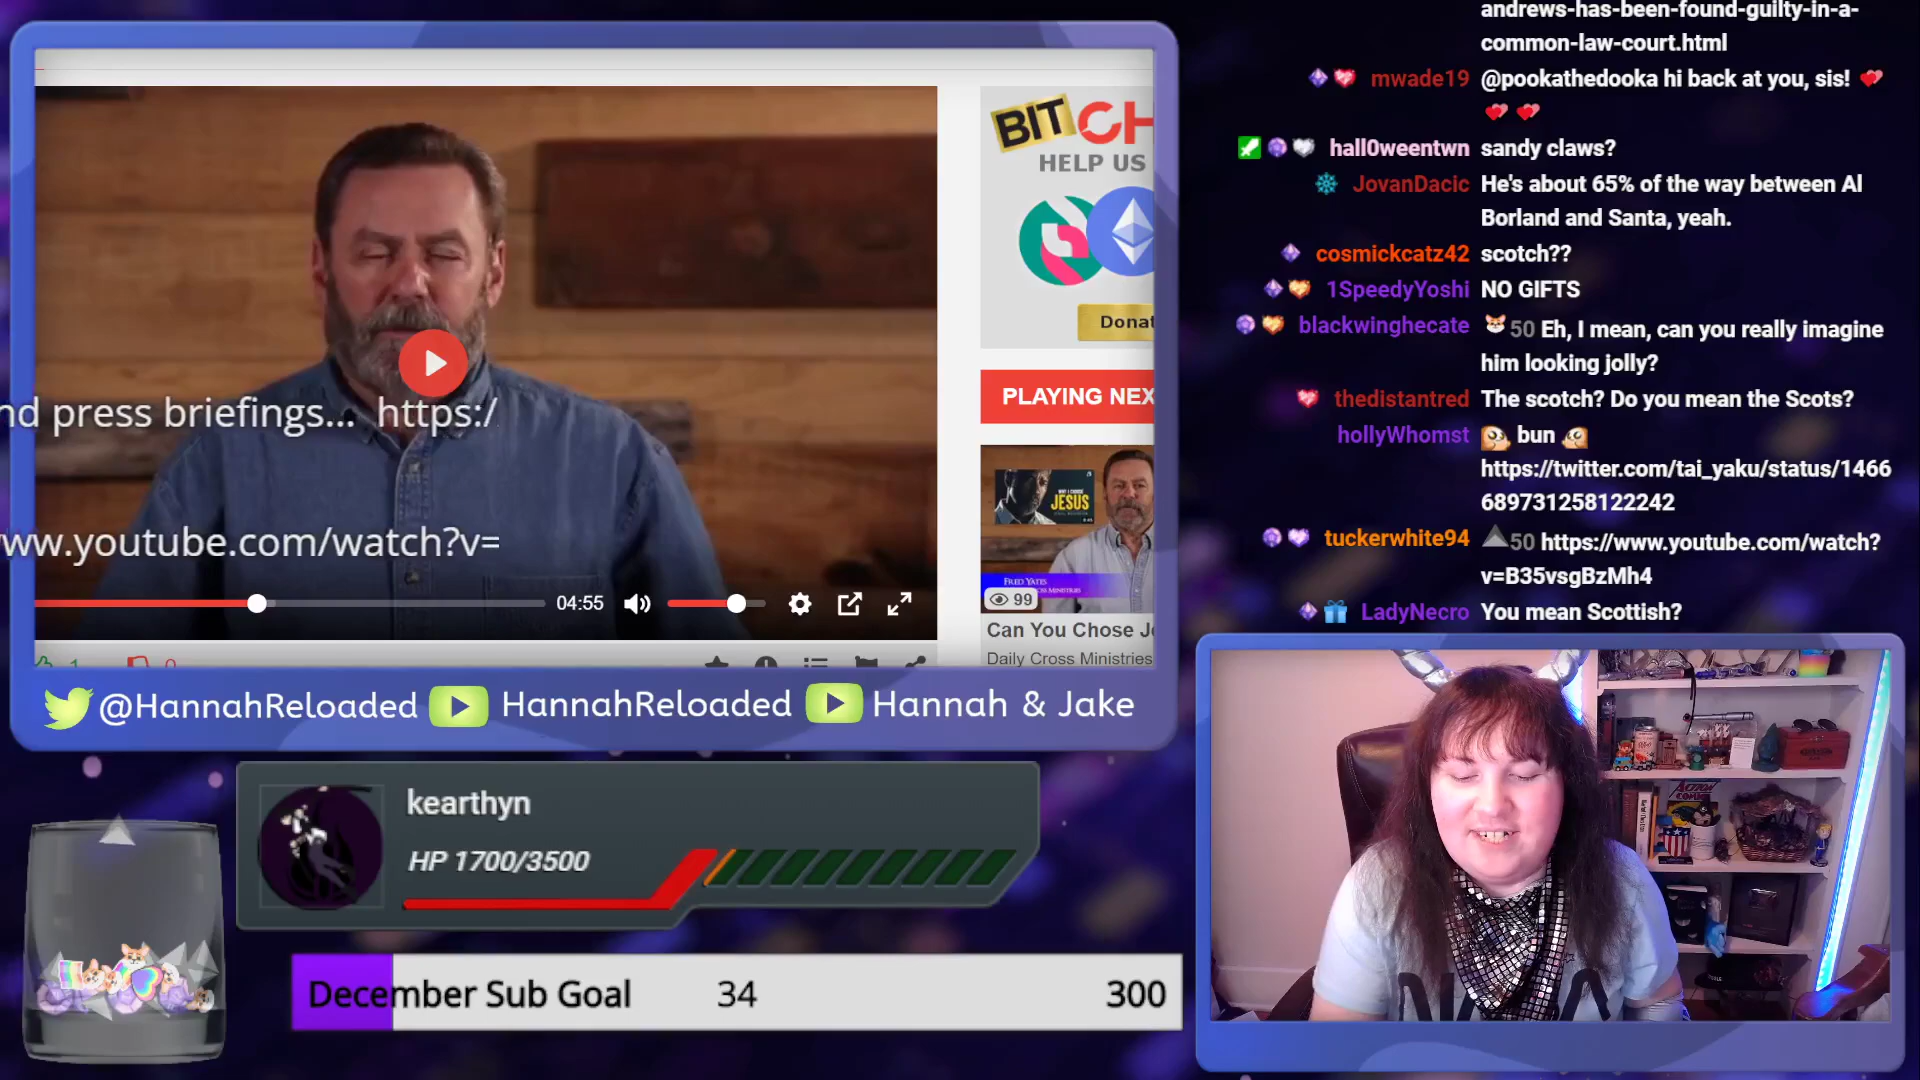 BIT CH
HELP US
Donat
nd press briefings... https:/
PLAYING NEX
ww.youtube.com/watch?v=
04:55
JESUS
FRED YATES
99
Can You Chose J
Daily Cross Ministries
1
0
@HannahReloaded HannahReloaded Hannah & Jake
kearthyn
HP 1700/3500
December Sub Goal 34 300
andrews-has-been-found-guilty-in-a-
common-law-court.html
mwade19 @pookathedooka hi back at you, sis!
hall0weentwn sandy claws?
JovanDacic He's about 65% of the way between Al
Borland and Santa, yeah.
cosmickcatz42 scotch??
1SpeedyYoshi NO GIFTS
blackwinghecate 50 Eh, I mean, can you really imagine
him looking jolly?
thedistantred The scotch? Do you mean the Scots?
hollyWhomst bun
https://twitter.com/tai_yaku/status/1466
689731258122242
tuckerwhite94 50 https://www.youtube.com/watch?
v=B35vsgBzMh4
LadyNecro You mean Scottish?